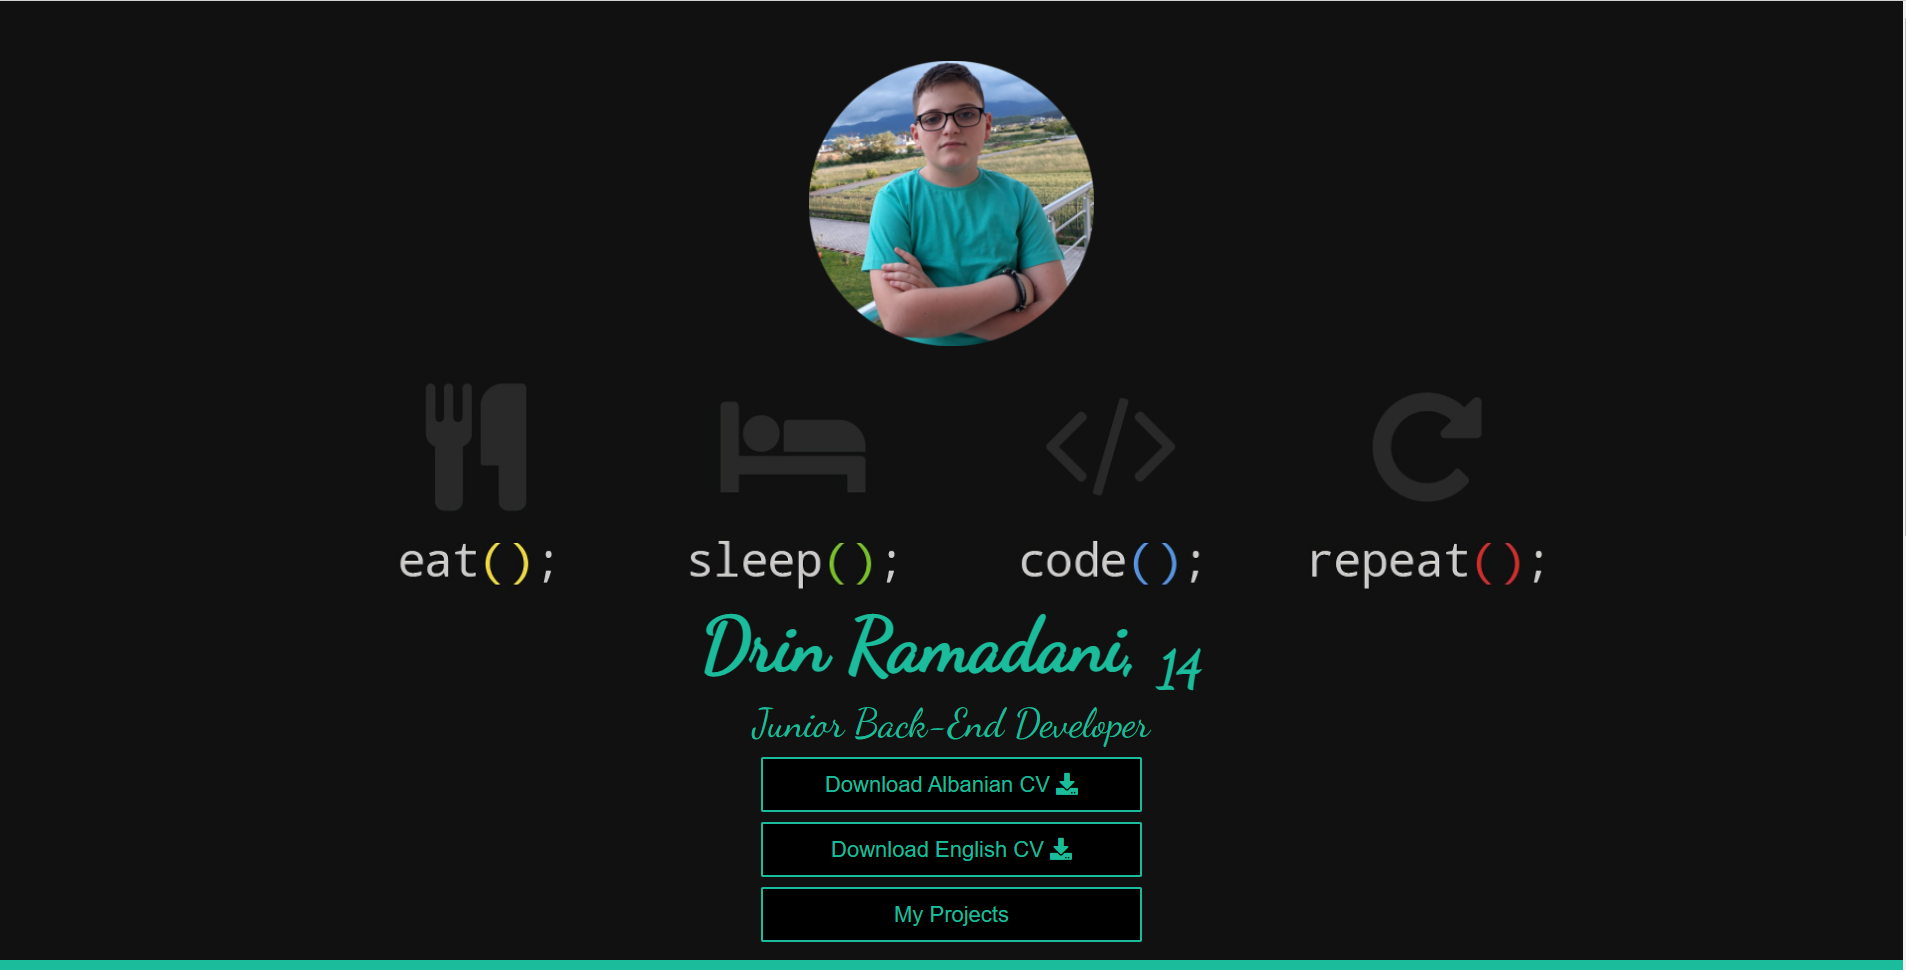 eat(); sleep(); code(); repeat();
Drin Ramadani, 14
Junior Back-End Developer
Download Albanian CV
Download English CV
My Projects